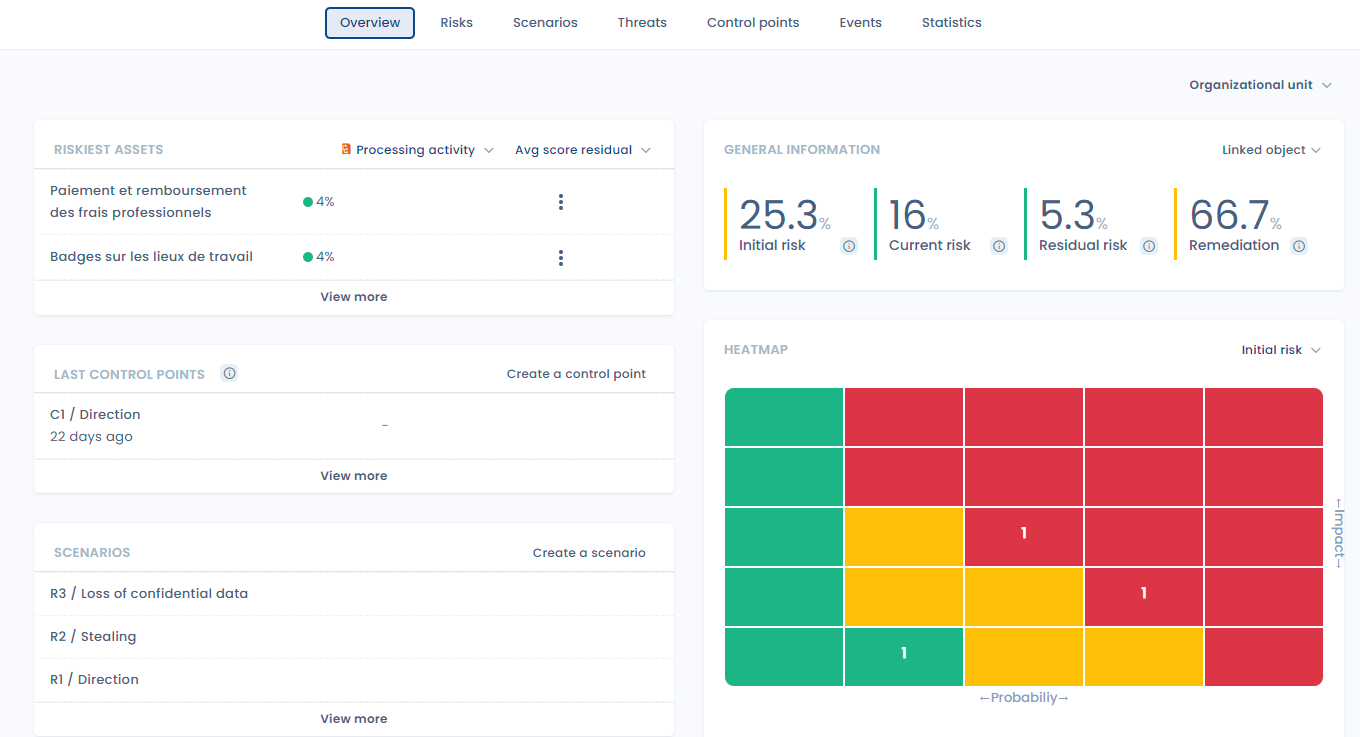 Overview Risks Scenarios Threats Control points Events Statistics
Organizational unit
RISKIEST ASSETS Processing activity Avg score residual
Paiement et remboursement
des frais professionnels
4%
Badges sur les lieux de travail 4%
View more
LAST CONTROL POINTS Create a control point
C1 / Direction
22 days ago
-
View more
SCENARIOS Create a scenario
R3 / Loss of confidential data
R2 / Stealing
R1 / Direction
View more
GENERAL INFORMATION Linked object
25.3% 16% 5.3% 66.7%
Initial risk Current risk Residual risk Remediation
HEATMAP Initial risk
1
1
1
←Impact→
←Probabiliy→